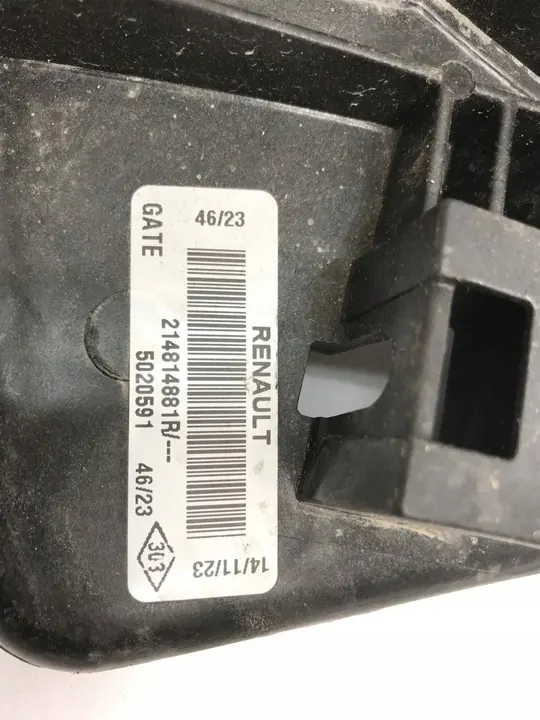 46/23
GATE
RENAULT
214814881R/---
5020591 46/23
14/11/23
303